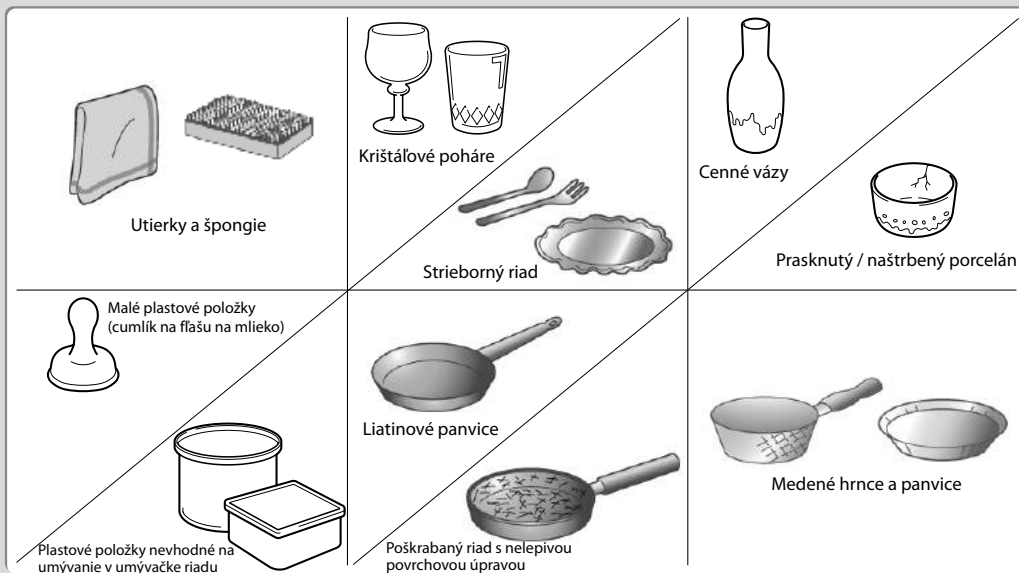 Utierky a špongie
Krištáľové poháre
Strieborný riad
Cenné vázy
Prasknutý / naštrbený porcelán
Malé plastové položky
(cumlík na fľašu na mlieko)
Plastové položky nevhodné na
umývanie v umývačke riadu
Liatinové panvice
Poškrabaný riad s nelepivou
povrchovou úpravou
Medené hrnce a panvice